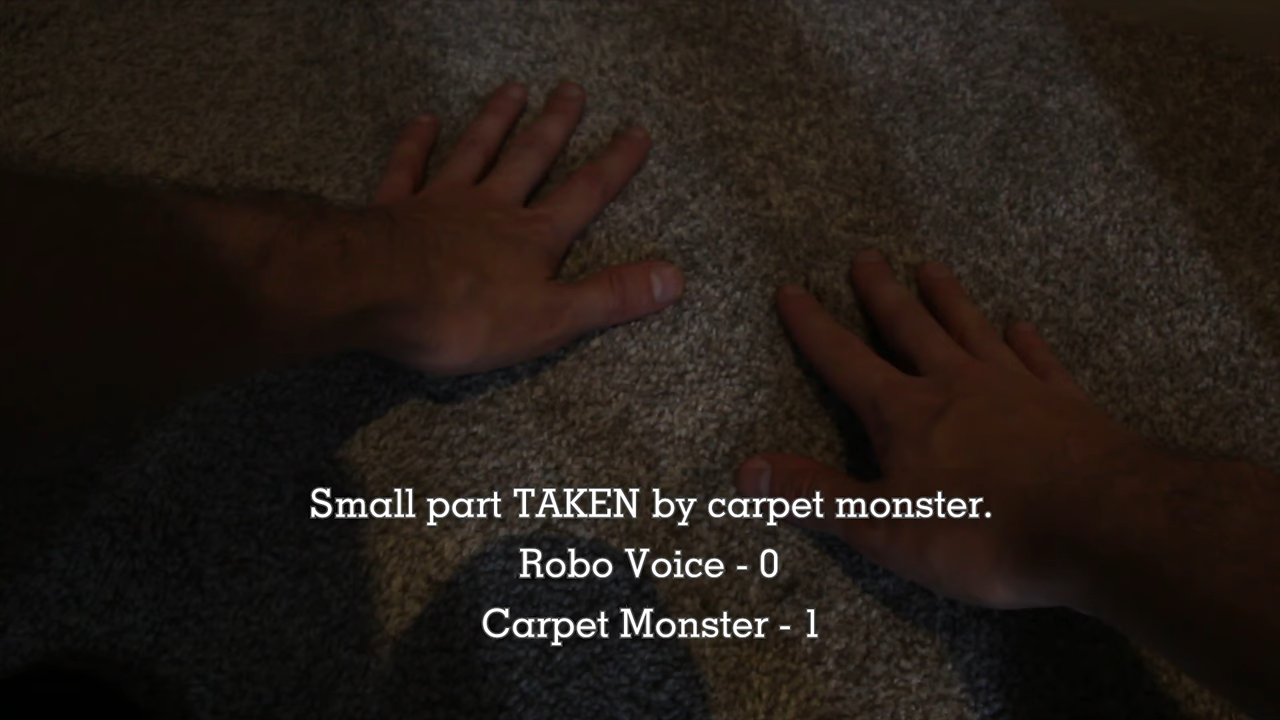 Small part TAKEN by carpet monster.
Robo Voice - 0
Carpet Monster - 1